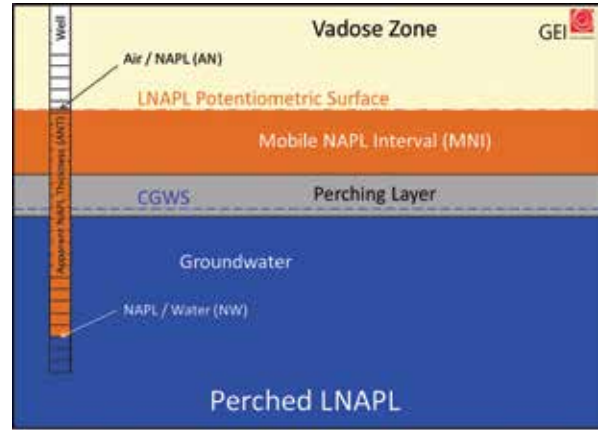 Well
Vadose Zone
GEI
Air / NAPL (AN)
LNAPL Potentiometric Surface
Apparent NAPL Thickness (ANT)
Mobile NAPL Interval (MNI)
CGWS
Perching Layer
Groundwater
NAPL / Water (NW)
Perched LNAPL